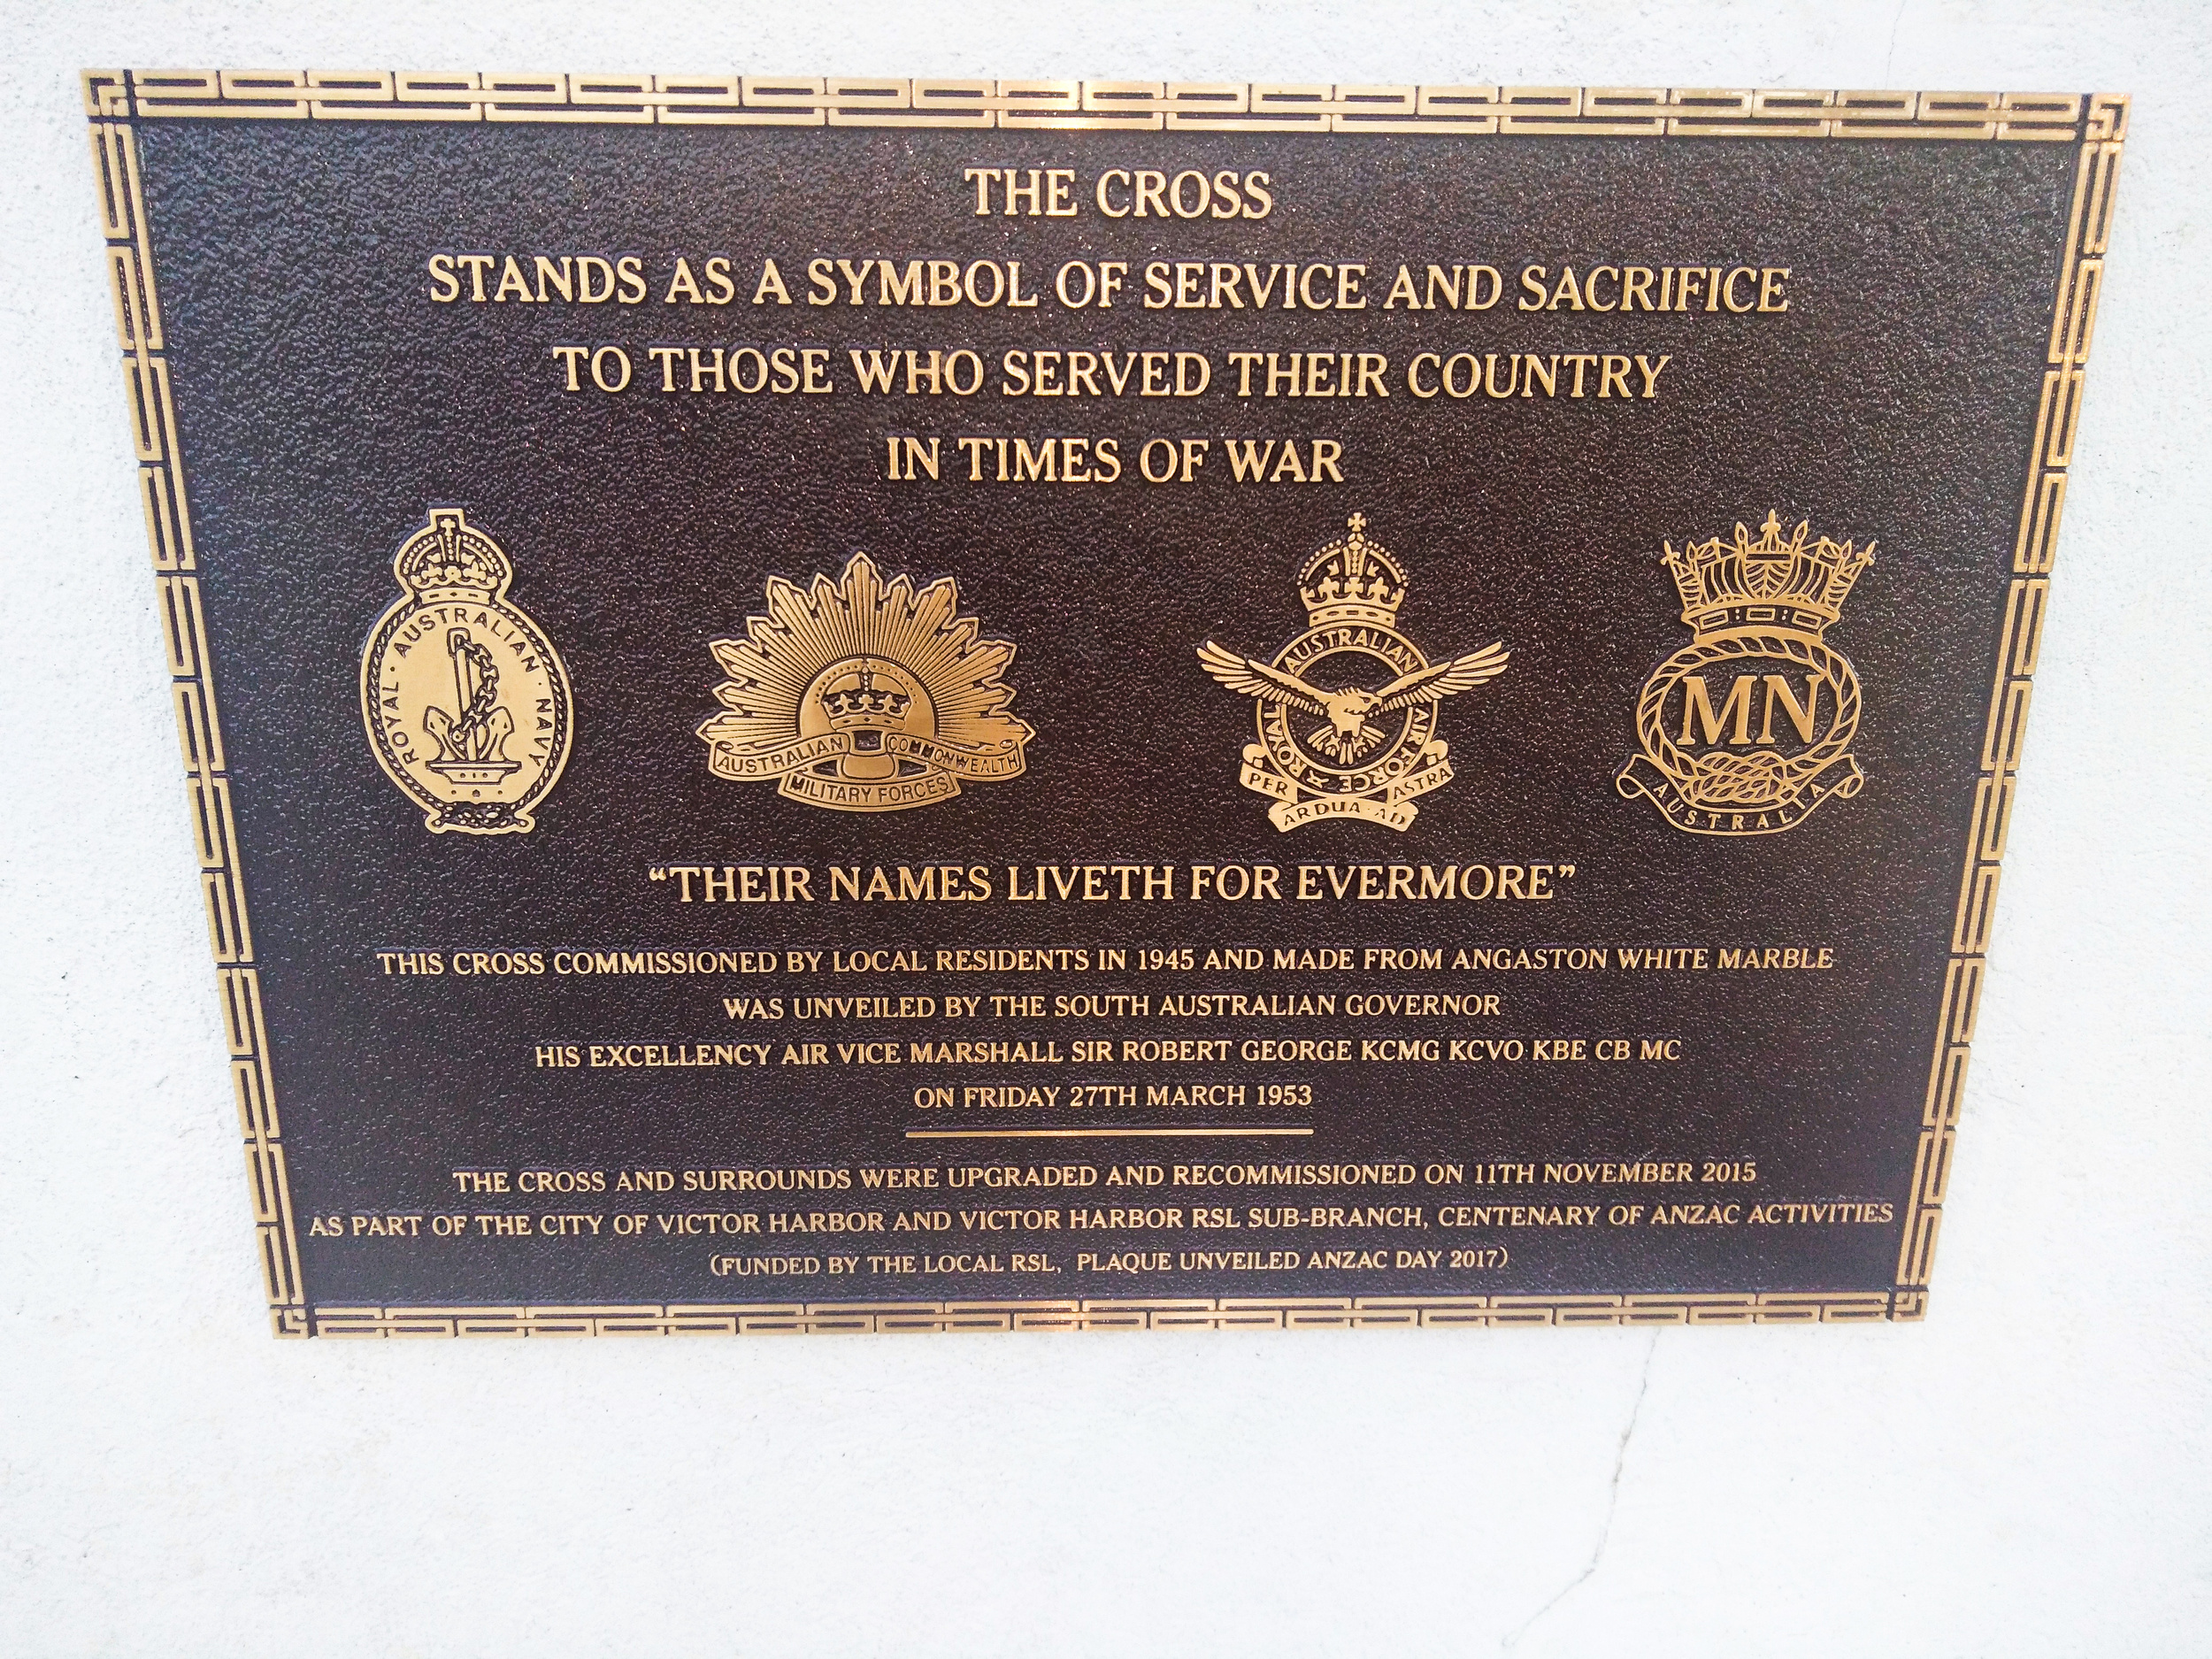 THE CROSS
STANDS AS A SYMBOL OF SERVICE AND SACRIFICE
TO THOSE WHO SERVED THEIR COUNTRY
IN TIMES OF WAR
ROYAL · AUSTRALIAN · NAVY
AUSTRALIAN COMMONWEALTH
MILITARY FORCES
ROYAL AUSTRALIAN AIR FORCE
PER ARDUA · AD ASTRA
MN
AUSTRALIA
“THEIR NAMES LIVETH FOR EVERMORE”
THIS CROSS COMMISSIONED BY LOCAL RESIDENTS IN 1945 AND MADE FROM ANGASTON WHITE MARBLE
WAS UNVEILED BY THE SOUTH AUSTRALIAN GOVERNOR
HIS EXCELLENCY AIR VICE MARSHALL SIR ROBERT GEORGE KCMG KCVO KBE CB MC
ON FRIDAY 27TH MARCH 1953
THE CROSS AND SURROUNDS WERE UPGRADED AND RECOMMISSIONED ON 11TH NOVEMBER 2015
AS PART OF THE CITY OF VICTOR HARBOR AND VICTOR HARBOR RSL SUB-BRANCH, CENTENARY OF ANZAC ACTIVITIES
(FUNDED BY THE LOCAL RSL, PLAQUE UNVEILED ANZAC DAY 2017)